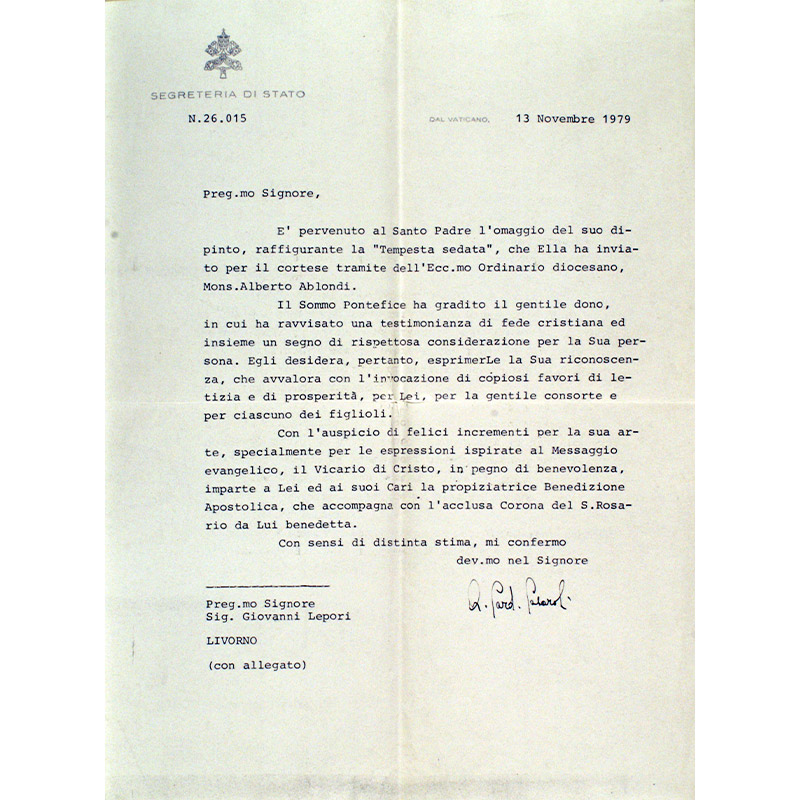 SEGRETERIA DI STATO
N.26.015
DAL VATICANO, 13 Novembre 1979
Preg.mo Signore,
E' pervenuto al Santo Padre l'omaggio del suo di-
pinto, raffigurante la "Tempesta sedata", che Ella ha invia-
to per il cortese tramite dell'Ecc.mo Ordinario diocesano,
Mons.Alberto Ablondi.
Il Sommo Pontefice ha gradito il gentile dono,
in cui ha ravvisato una testimonianza di fede cristiana ed
insieme un segno di rispettosa considerazione per la Sua per-
sona. Egli desidera, pertanto, esprimerLe la Sua riconoscen-
za, che avvalora con l'invocazione di copiosi favori di le-
tizia e di prosperità, per Lei, per la gentile consorte e
per ciascuno dei figlioli.
Con l'auspicio di felici incrementi per la sua ar-
te, specialmente per le espressioni ispirate al Messaggio
evangelico, il Vicario di Cristo, in pegno di benevolenza,
imparte a Lei ed ai suoi Cari la propiziatrice Benedizione
Apostolica, che accompagna con l'acclusa Corona del S.Rosa-
rio da Lui benedetta.
Con sensi di distinta stima, mi confermo
dev.mo nel Signore
Preg.mo Signore
Sig. Giovanni Lepori
LIVORNO
(con allegato)